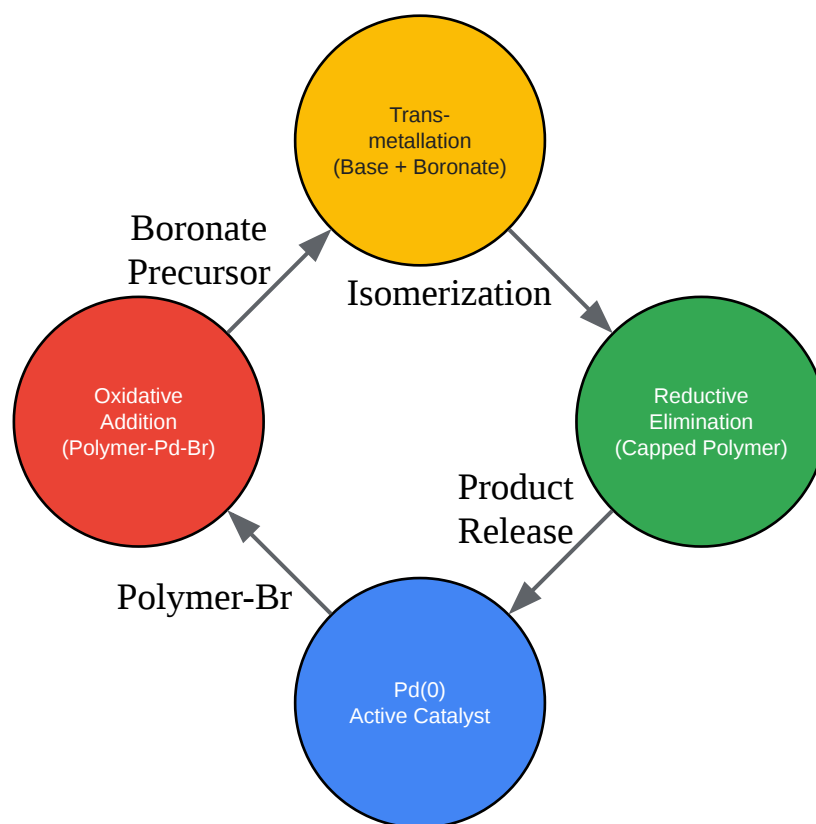 Trans-
metallation
(Base + Boronate)
Boronate
Precursor
Isomerization
Oxidative
Addition
(Polymer-Pd-Br)
Reductive
Elimination
(Capped Polymer)
Product
Release
Polymer-Br
Pd(0)
Active Catalyst